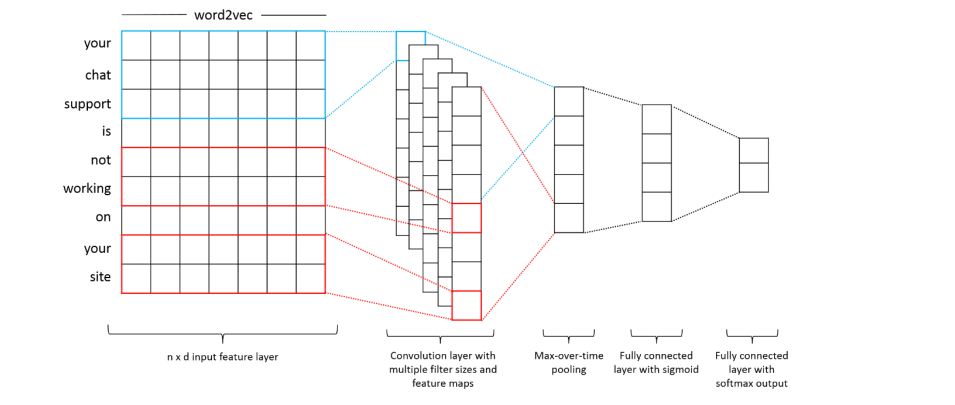 word2vec
your
chat
support
is
not
working
on
your
site
n x d input feature layer
Convolution layer with
multiple filter sizes and
feature maps
Max-over-time
pooling
Fully connected
layer with sigmoid
Fully connected
layer with
softmax output